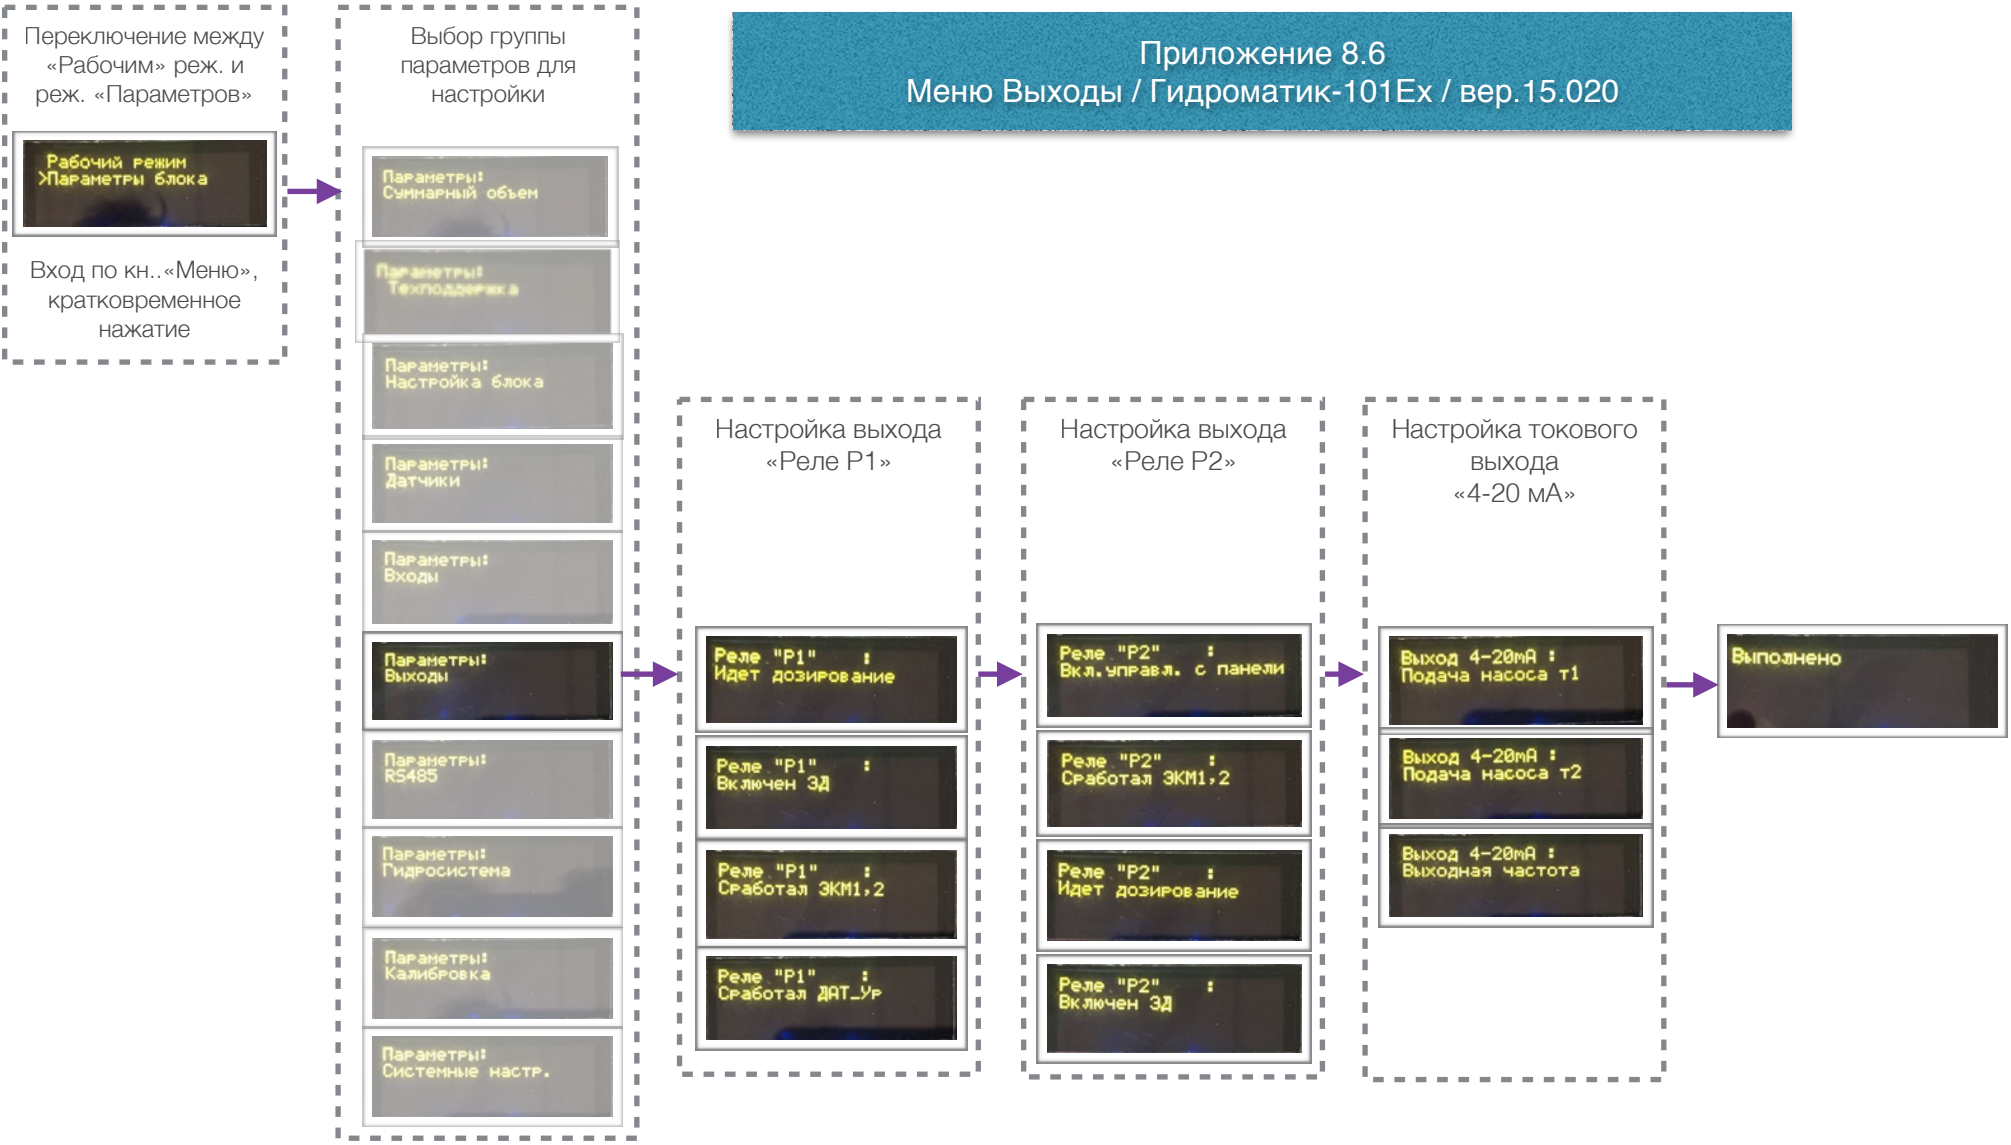 Переключение между
«Рабочим» реж. и
реж. «Параметров»
Рабочий режим
>Параметры блока
Вход по кн..«Меню»,
кратковременное
нажатие
Выбор группы
параметров для
настройки
Параметры:
Суммарный объем
Параметры:
Техподдержка
Параметры:
Настройка блока
Параметры:
Датчики
Параметры:
Входы
Параметры:
Выходы
Параметры:
RS485
Параметры:
Гидросистема
Параметры:
Калибровка
Параметры:
Системные настр.
Приложение 8.6
Меню Выходы / Гидроматик-101Ex / вер.15.020
Настройка выхода
«Реле Р1»
Реле "P1" :
Идет дозирование
Реле "P1" :
Включен ЭД
Реле "P1" :
Сработал ЭКМ1,2
Реле "P1" :
Сработал ДАТ_Ур
Настройка выхода
«Реле Р2»
Реле "P2" :
Вкл.управл. с панели
Реле "P2" :
Сработал ЭКМ1,2
Реле "P2" :
Идет дозирование
Реле "P2" :
Включен ЭД
Настройка токового
выхода
«4-20 мА»
Выход 4-20mA :
Подача насоса т1
Выход 4-20mA :
Подача насоса т2
Выход 4-20mA :
Выходная частота
Выполнено